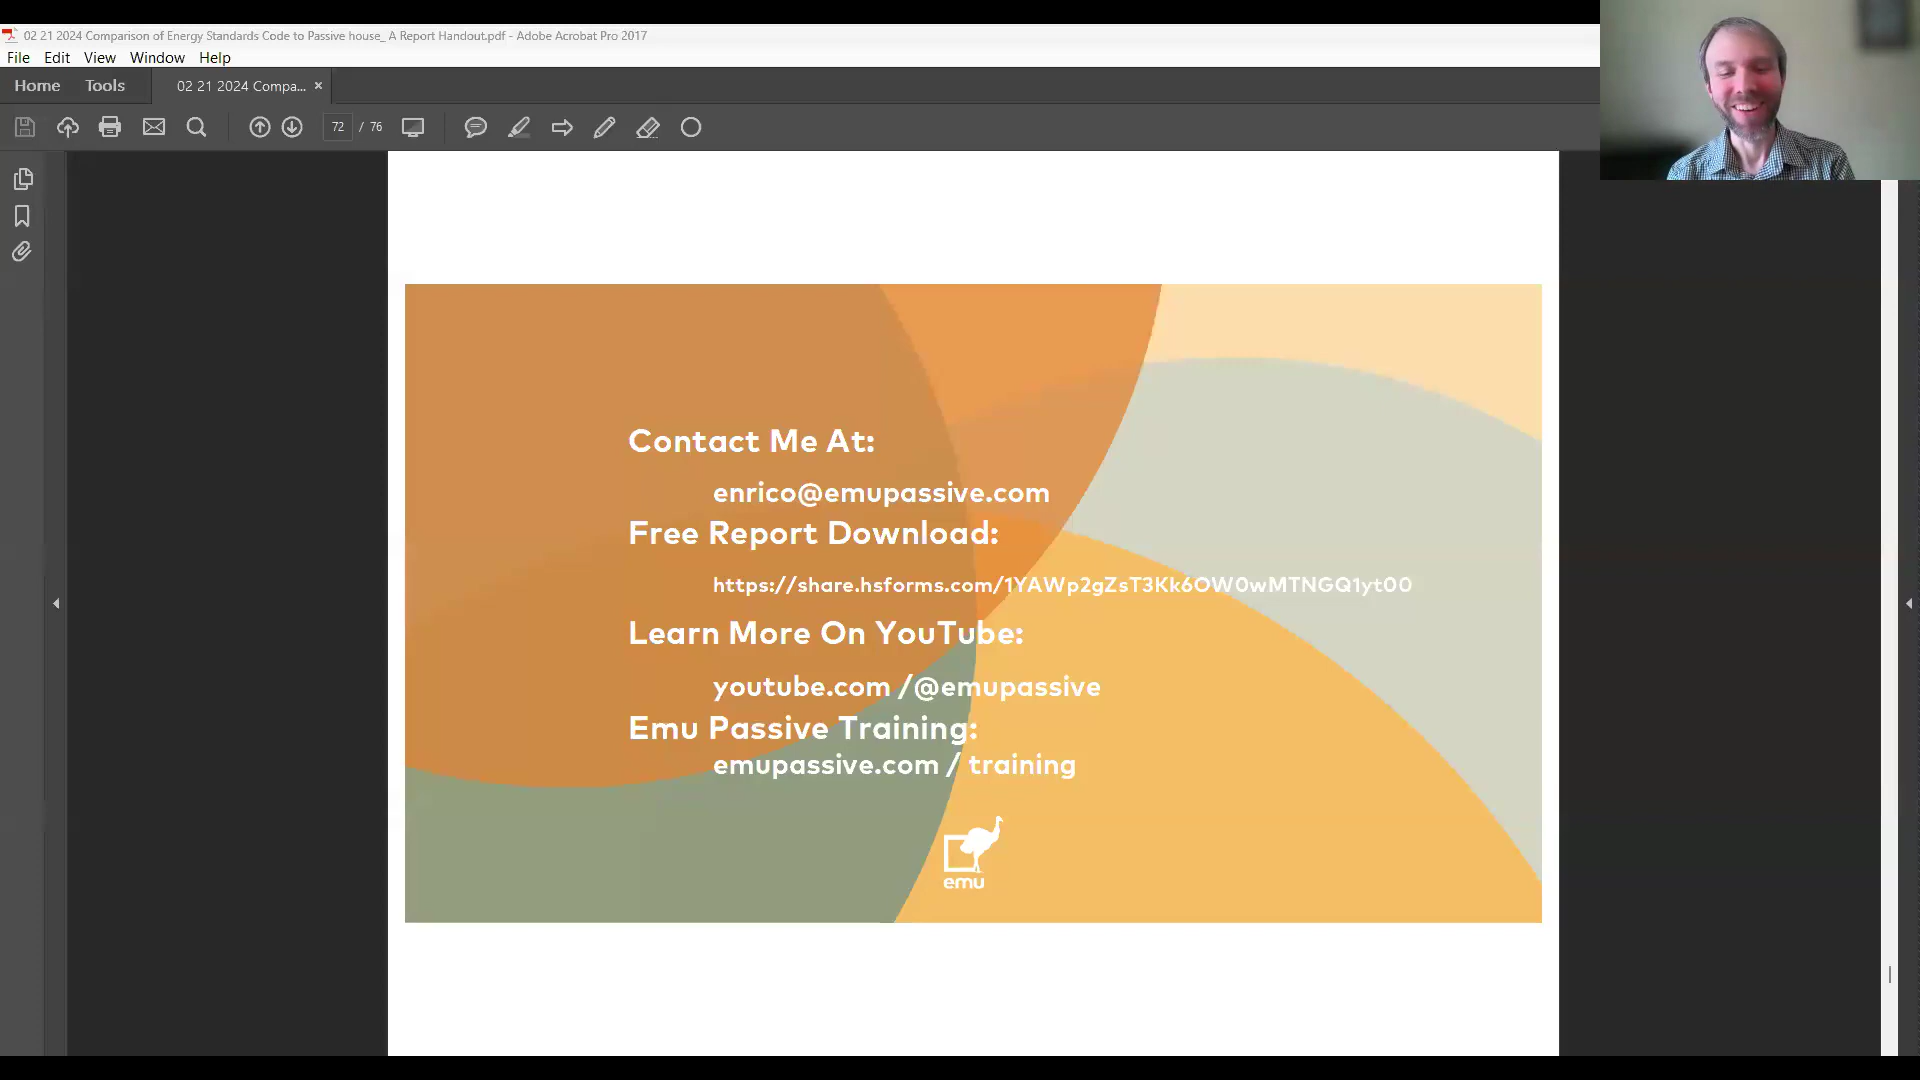 02 21 2024 Comparison of Energy Standards Code to Passive house_ A Report Handout.pdf - Adobe Acrobat Pro 2017
File Edit View Window Help
Home Tools 02 21 2024 Compa... ×
72 / 76
Contact Me At:
enrico@emupassive.com
Free Report Download:
https://share.hsforms.com/1YAWp2gZsT3Kk6OW0wMTNGQ1yt00
Learn More On YouTube:
youtube.com /@emupassive
Emu Passive Training:
emupassive.com / training
emu